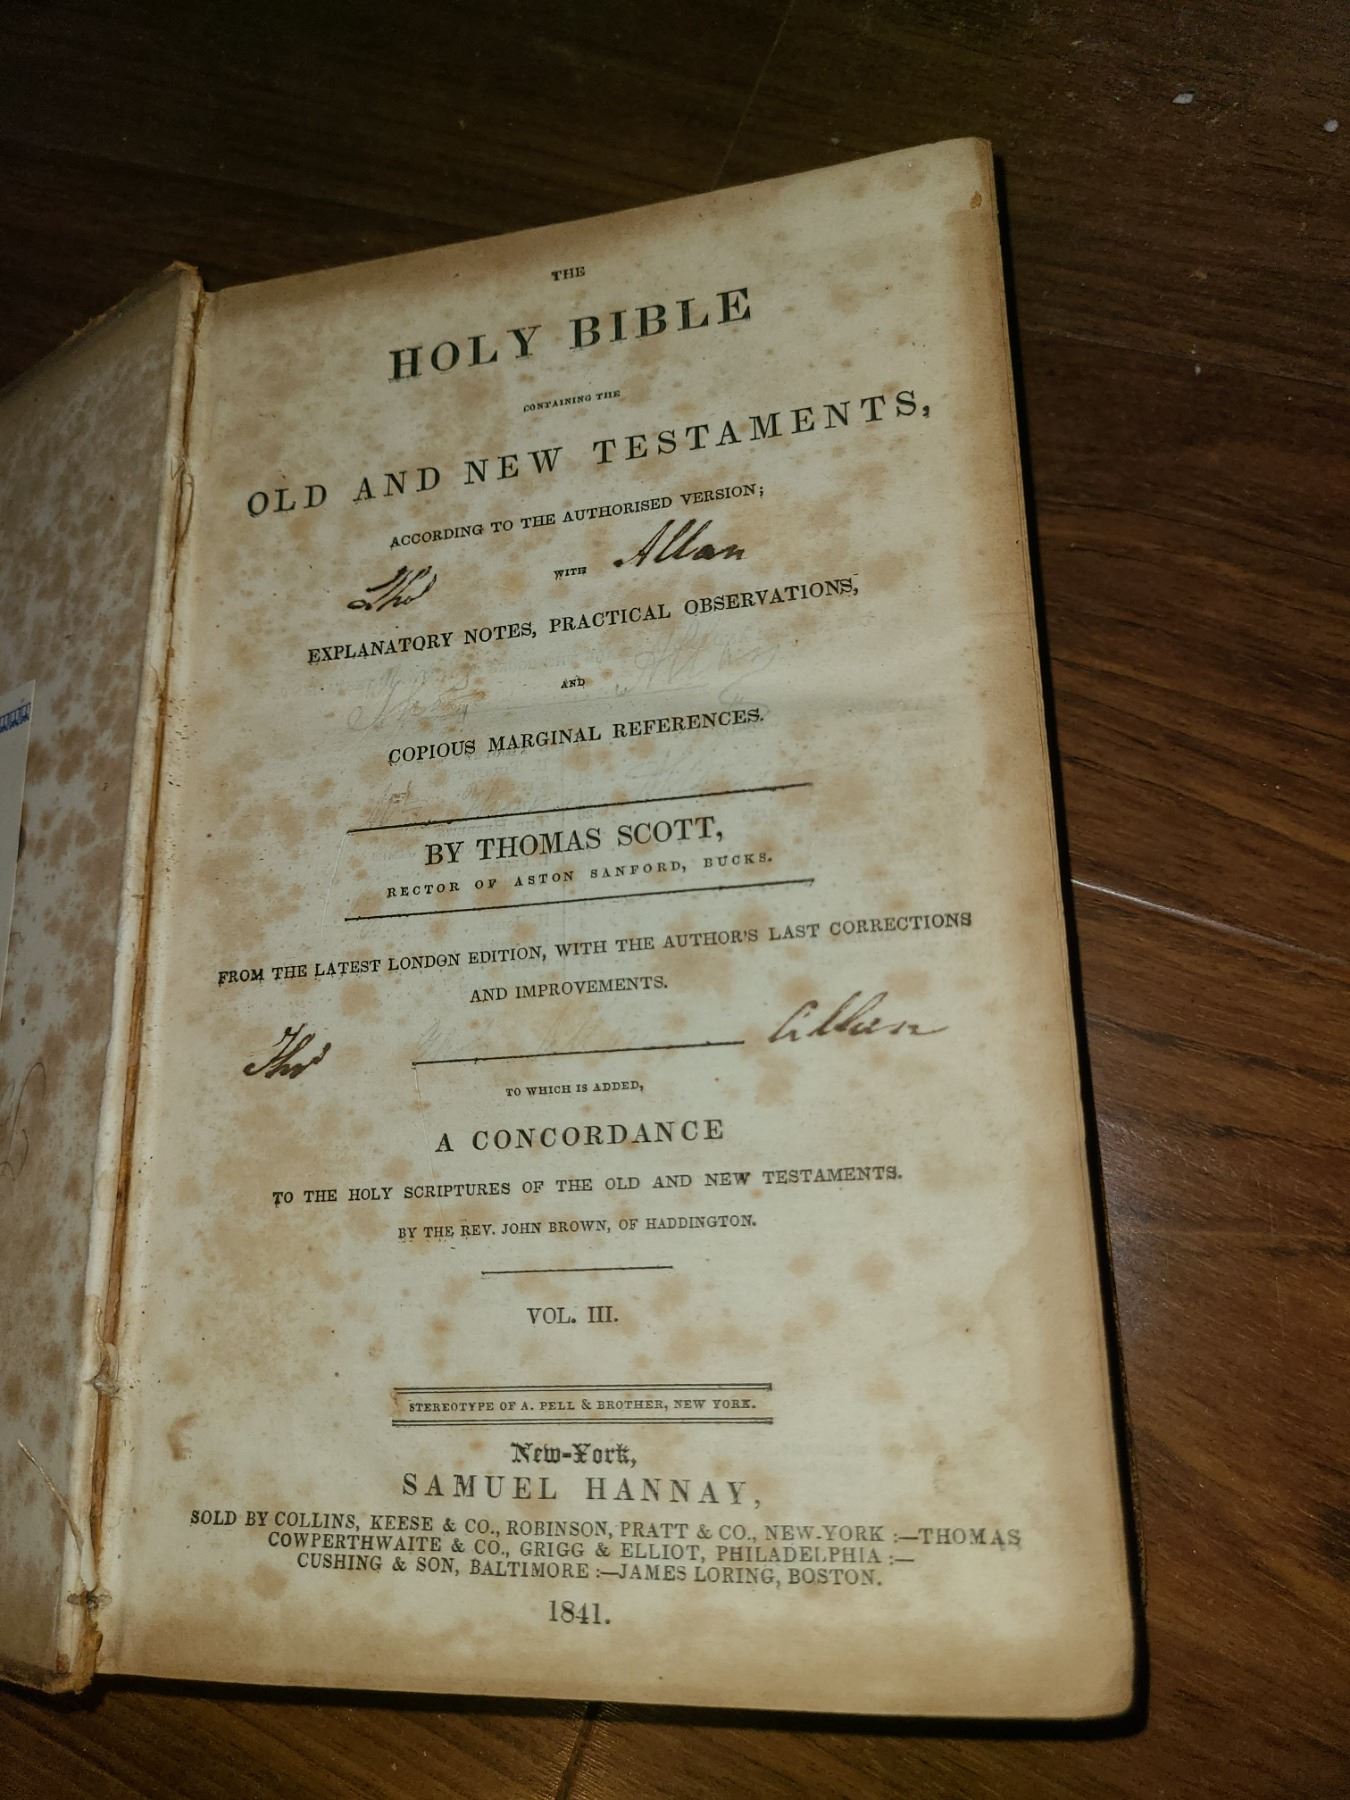 THE
HOLY BIBLE
CONTAINING THE
OLD AND NEW TESTAMENTS,
ACCORDING TO THE AUTHORISED VERSION;
Thos WITH Allan
EXPLANATORY NOTES, PRACTICAL OBSERVATIONS,
AND
COPIOUS MARGINAL REFERENCES.
BY THOMAS SCOTT,
RECTOR OF ASTON SANFORD, BUCKS.
FROM THE LATEST LONDON EDITION, WITH THE AUTHOR'S LAST CORRECTIONS
AND IMPROVEMENTS.
Thos Allan
TO WHICH IS ADDED,
A CONCORDANCE
TO THE HOLY SCRIPTURES OF THE OLD AND NEW TESTAMENTS.
BY THE REV. JOHN BROWN, OF HADDINGTON.
VOL. III.
STEREOTYPE OF A. PELL & BROTHER, NEW YORK.
New-York,
SAMUEL HANNAY,
SOLD BY COLLINS, KEESE & CO., ROBINSON, PRATT & CO., NEW-YORK :—THOMAS
COWPERTHWAITE & CO., GRIGG & ELLIOT, PHILADELPHIA :—
CUSHING & SON, BALTIMORE :—JAMES LORING, BOSTON.
1841.